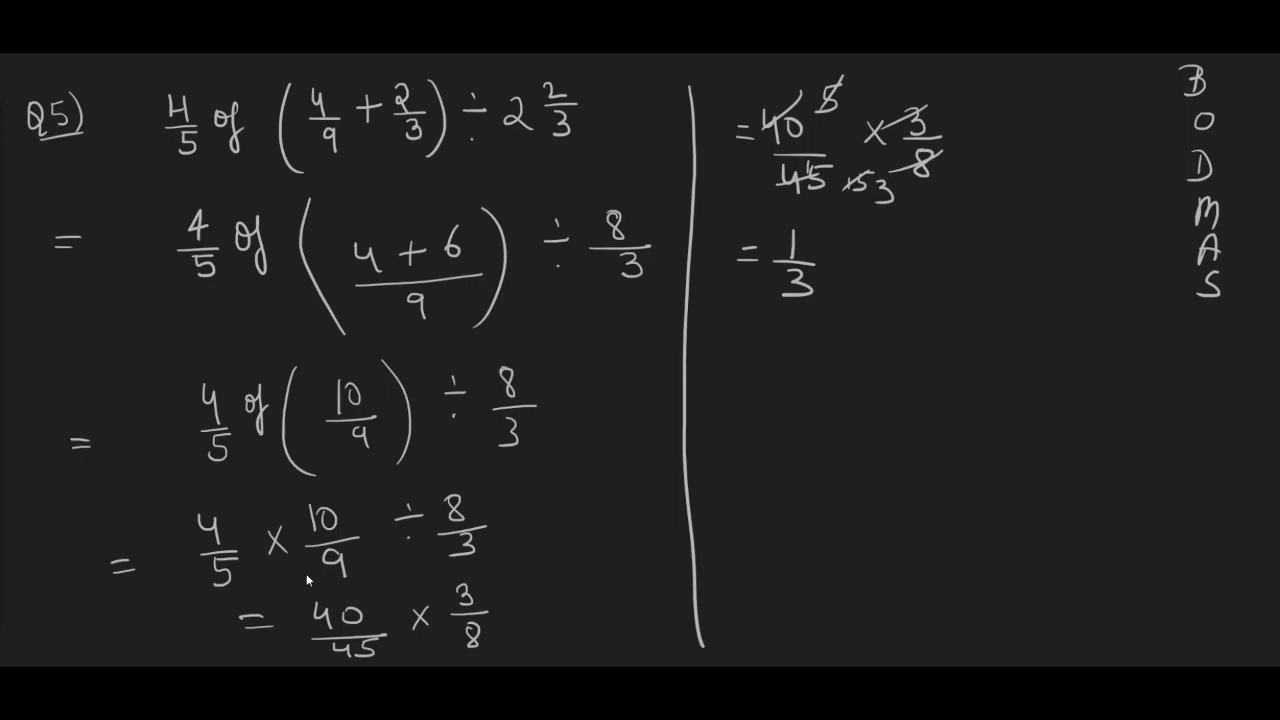 Q5) 4/5 of (4/9 + 2/3) ÷ 2 2/3
= 4/5 of ((4 + 6)/9) ÷ 8/3
= 4/5 of (10/9) ÷ 8/3
= 4/5 × 10/9 ÷ 8/3
= 40/45 × 3/8
= 40 5/45 15 3 × 3/8
= 1/3
B
O
D
M
A
S